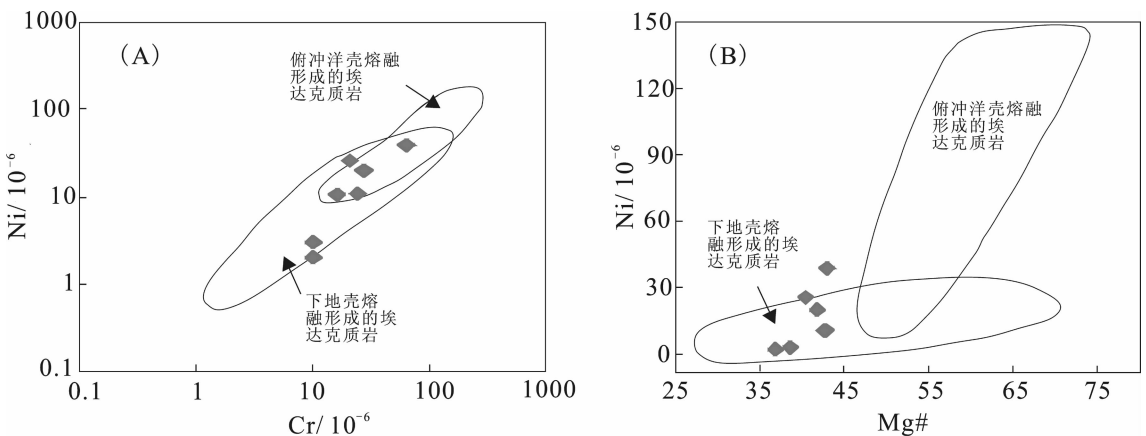 (A)
1000
100
10
1
0.1
Ni/10⁻⁶
俯冲洋壳熔融
形成的埃
达克质岩
下地壳熔
融形成的埃
达克质岩
0.1
1
10
100
1000
Cr/10⁻⁶
(B)
150
120
90
60
30
0
Ni/10⁻⁶
俯冲洋壳熔融
形成的埃
达克质岩
下地壳熔
融形成的埃
达克质岩
25
35
45
55
65
75
Mg#